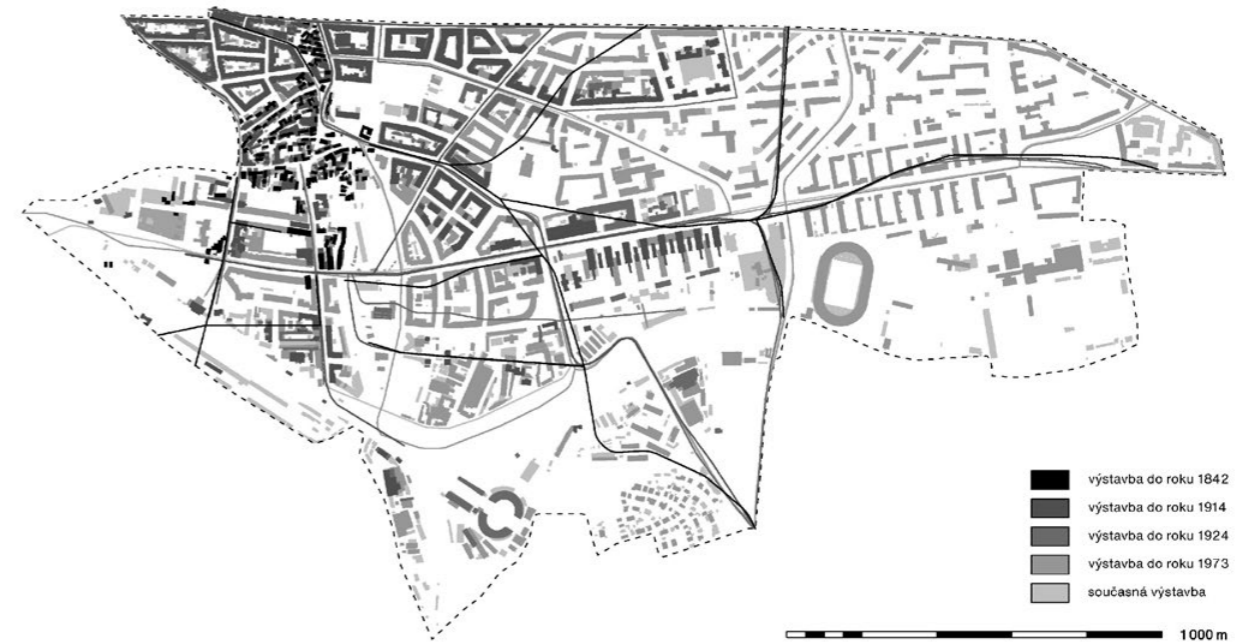 výstavba do roku 1842
výstavba do roku 1914
výstavba do roku 1924
výstavba do roku 1973
současná výstavba
1000 m